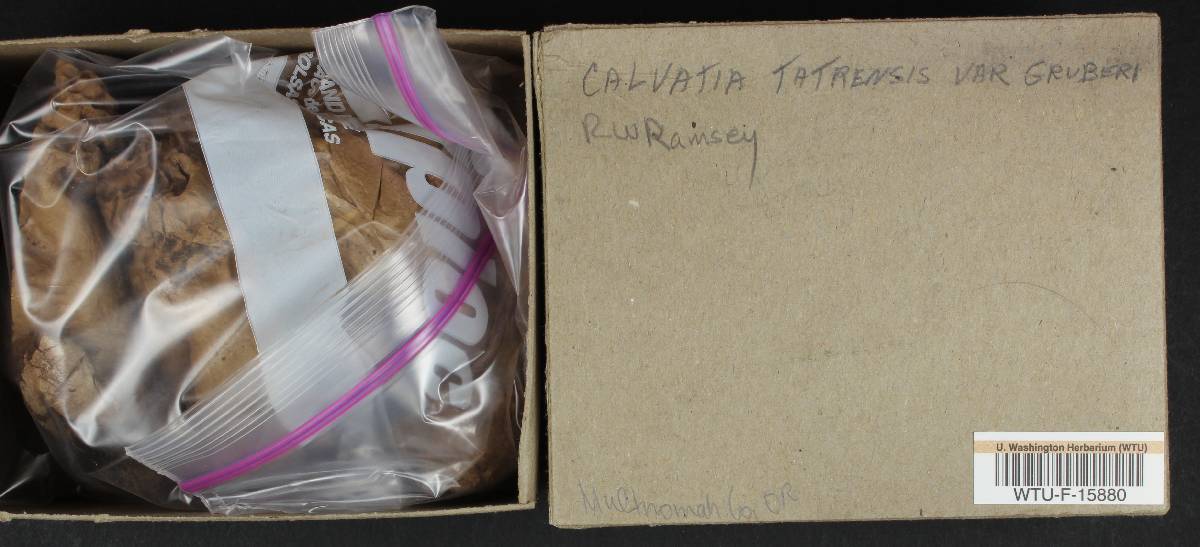 CALVATIA TATRENSIS VAR GRUBERI
RWRamsey
U. Washington Herbarium (WTU)
WTU-F-15880
Multnomah Co OR